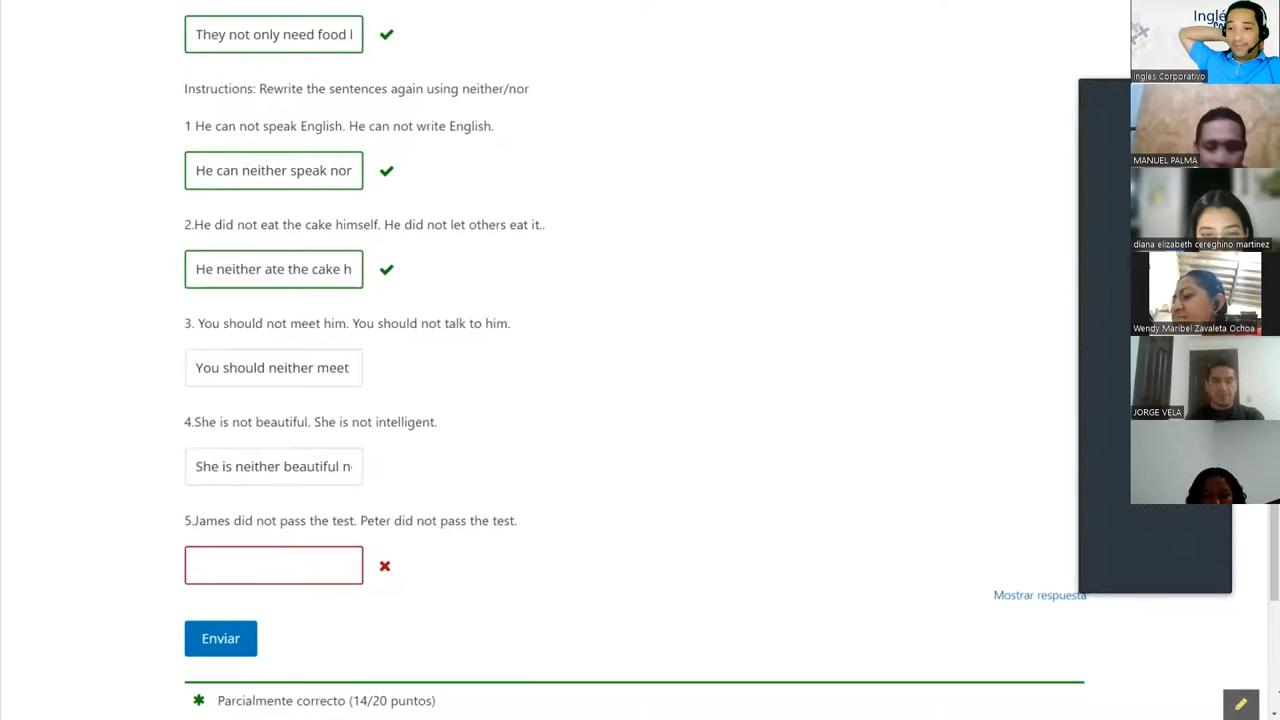 They not only need food l
Instructions: Rewrite the sentences again using neither/nor
1 He can not speak English. He can not write English.
He can neither speak nor
2.He did not eat the cake himself. He did not let others eat it..
He neither ate the cake h
3. You should not meet him. You should not talk to him.
You should neither meet
4.She is not beautiful. She is not intelligent.
She is neither beautiful n
5.James did not pass the test. Peter did not pass the test.
Mostrar respuesta
Enviar
Parcialmente correcto (14/20 puntos)
Inglés Corporativo
MANUEL PALMA
diana elizabeth cereghino martinez
Wendy Maribel Zavaleta Ochoa
JORGE VELA